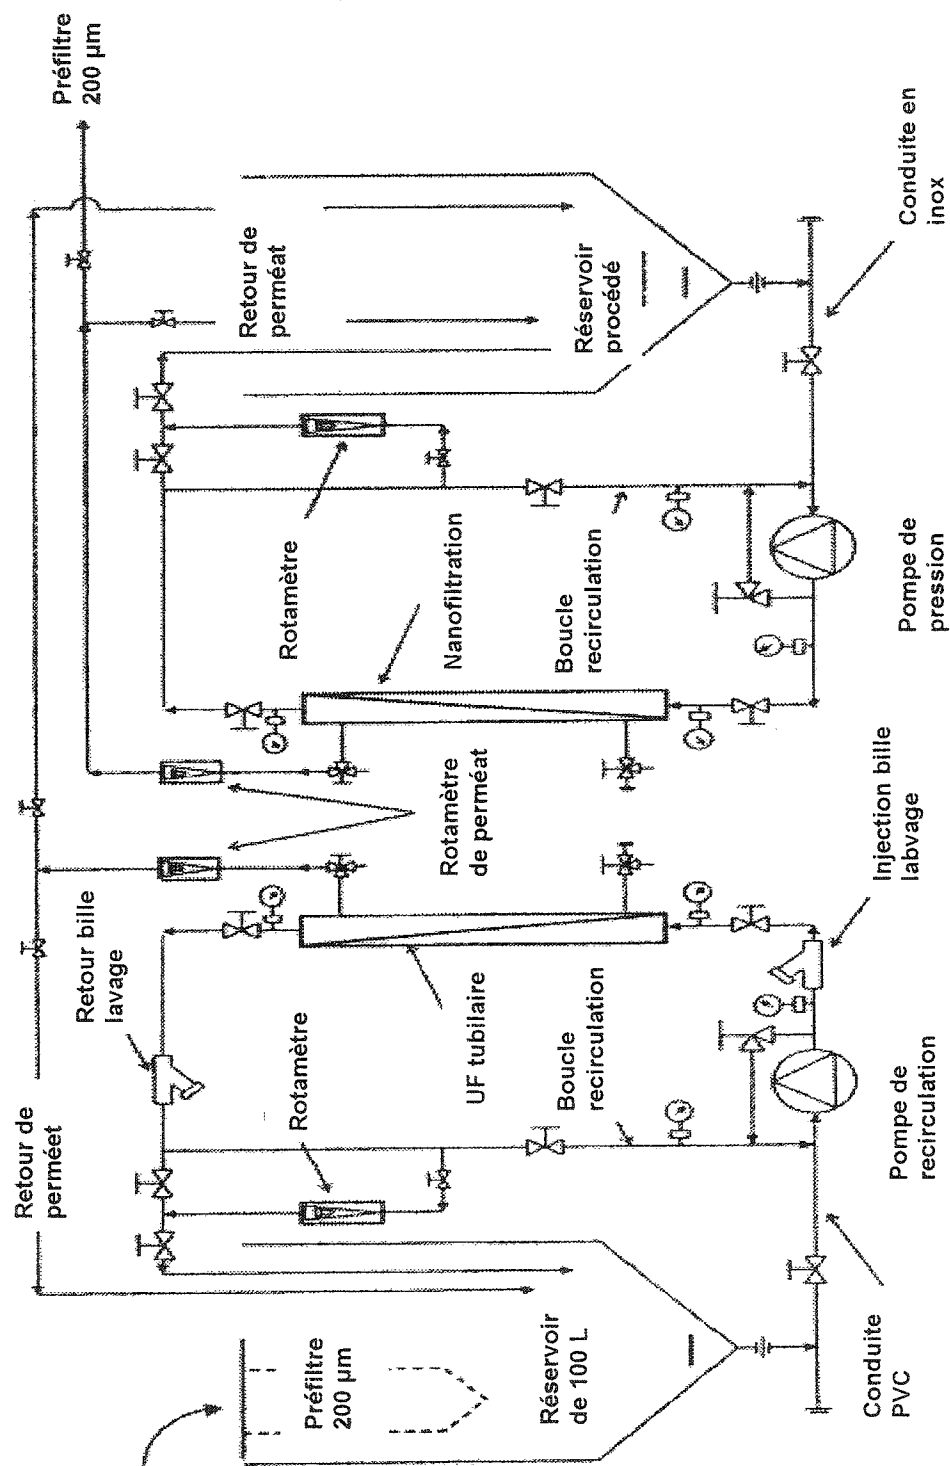 Préfiltre
200 µm
Réservoir
de 100 L
Conduite
PVC
Retour de
perméet
Retour bille
lavage
Rotamètre
UF tubilaire
Boucle
recirculation
Pompe de
recirculation
Injection bille
labvage
Rotamètre
de perméat
Nanofiltration
Rotamètre
Boucle
recirculation
Pompe de
pression
Retour de
perméat
Réservoir
procédé
Conduite en
inox
Préfiltre
200 µm